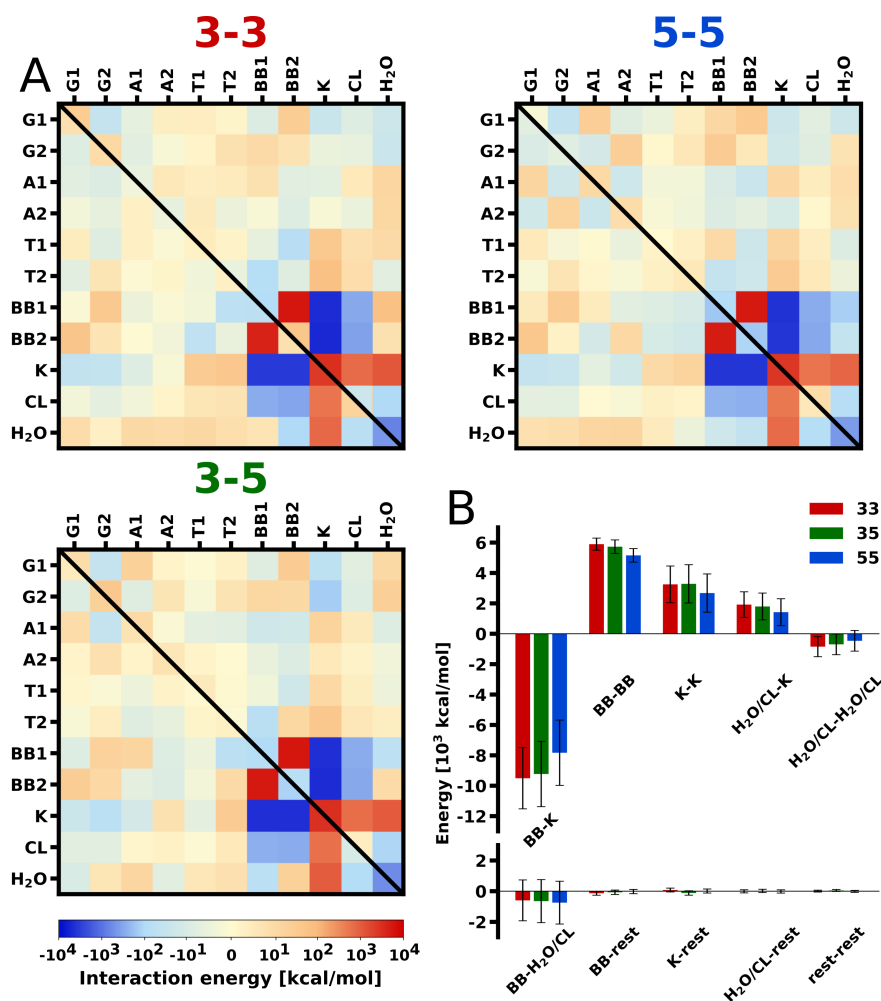 3-3
5-5
A
G1 G2 A1 A2 T1 T2 BB1 BB2 K CL H₂O
G1 G2 A1 A2 T1 T2 BB1 BB2 K CL H₂O
G1
G2
A1
A2
T1
T2
BB1
BB2
K
CL
H₂O
G1
G2
A1
A2
T1
T2
BB1
BB2
K
CL
H₂O
3-5
G1 G2 A1 A2 T1 T2 BB1 BB2 K CL H₂O
G1
G2
A1
A2
T1
T2
BB1
BB2
K
CL
H₂O
-10⁴ -10³ -10¹ 0 10¹ 10² 10³ 10⁴
Interaction energy [kcal/mol]
B
33
35
55
Energy [10³ kcal/mol]
6
4
2
0
-2
-4
-6
-8
-10
-12
BB-K
BB-BB
K-K
H₂O/CL-K
H₂O/CL-H₂O/CL
2
0
-2
BB-H₂O/CL
BB-rest
K-rest
H₂O/CL-rest
rest-rest